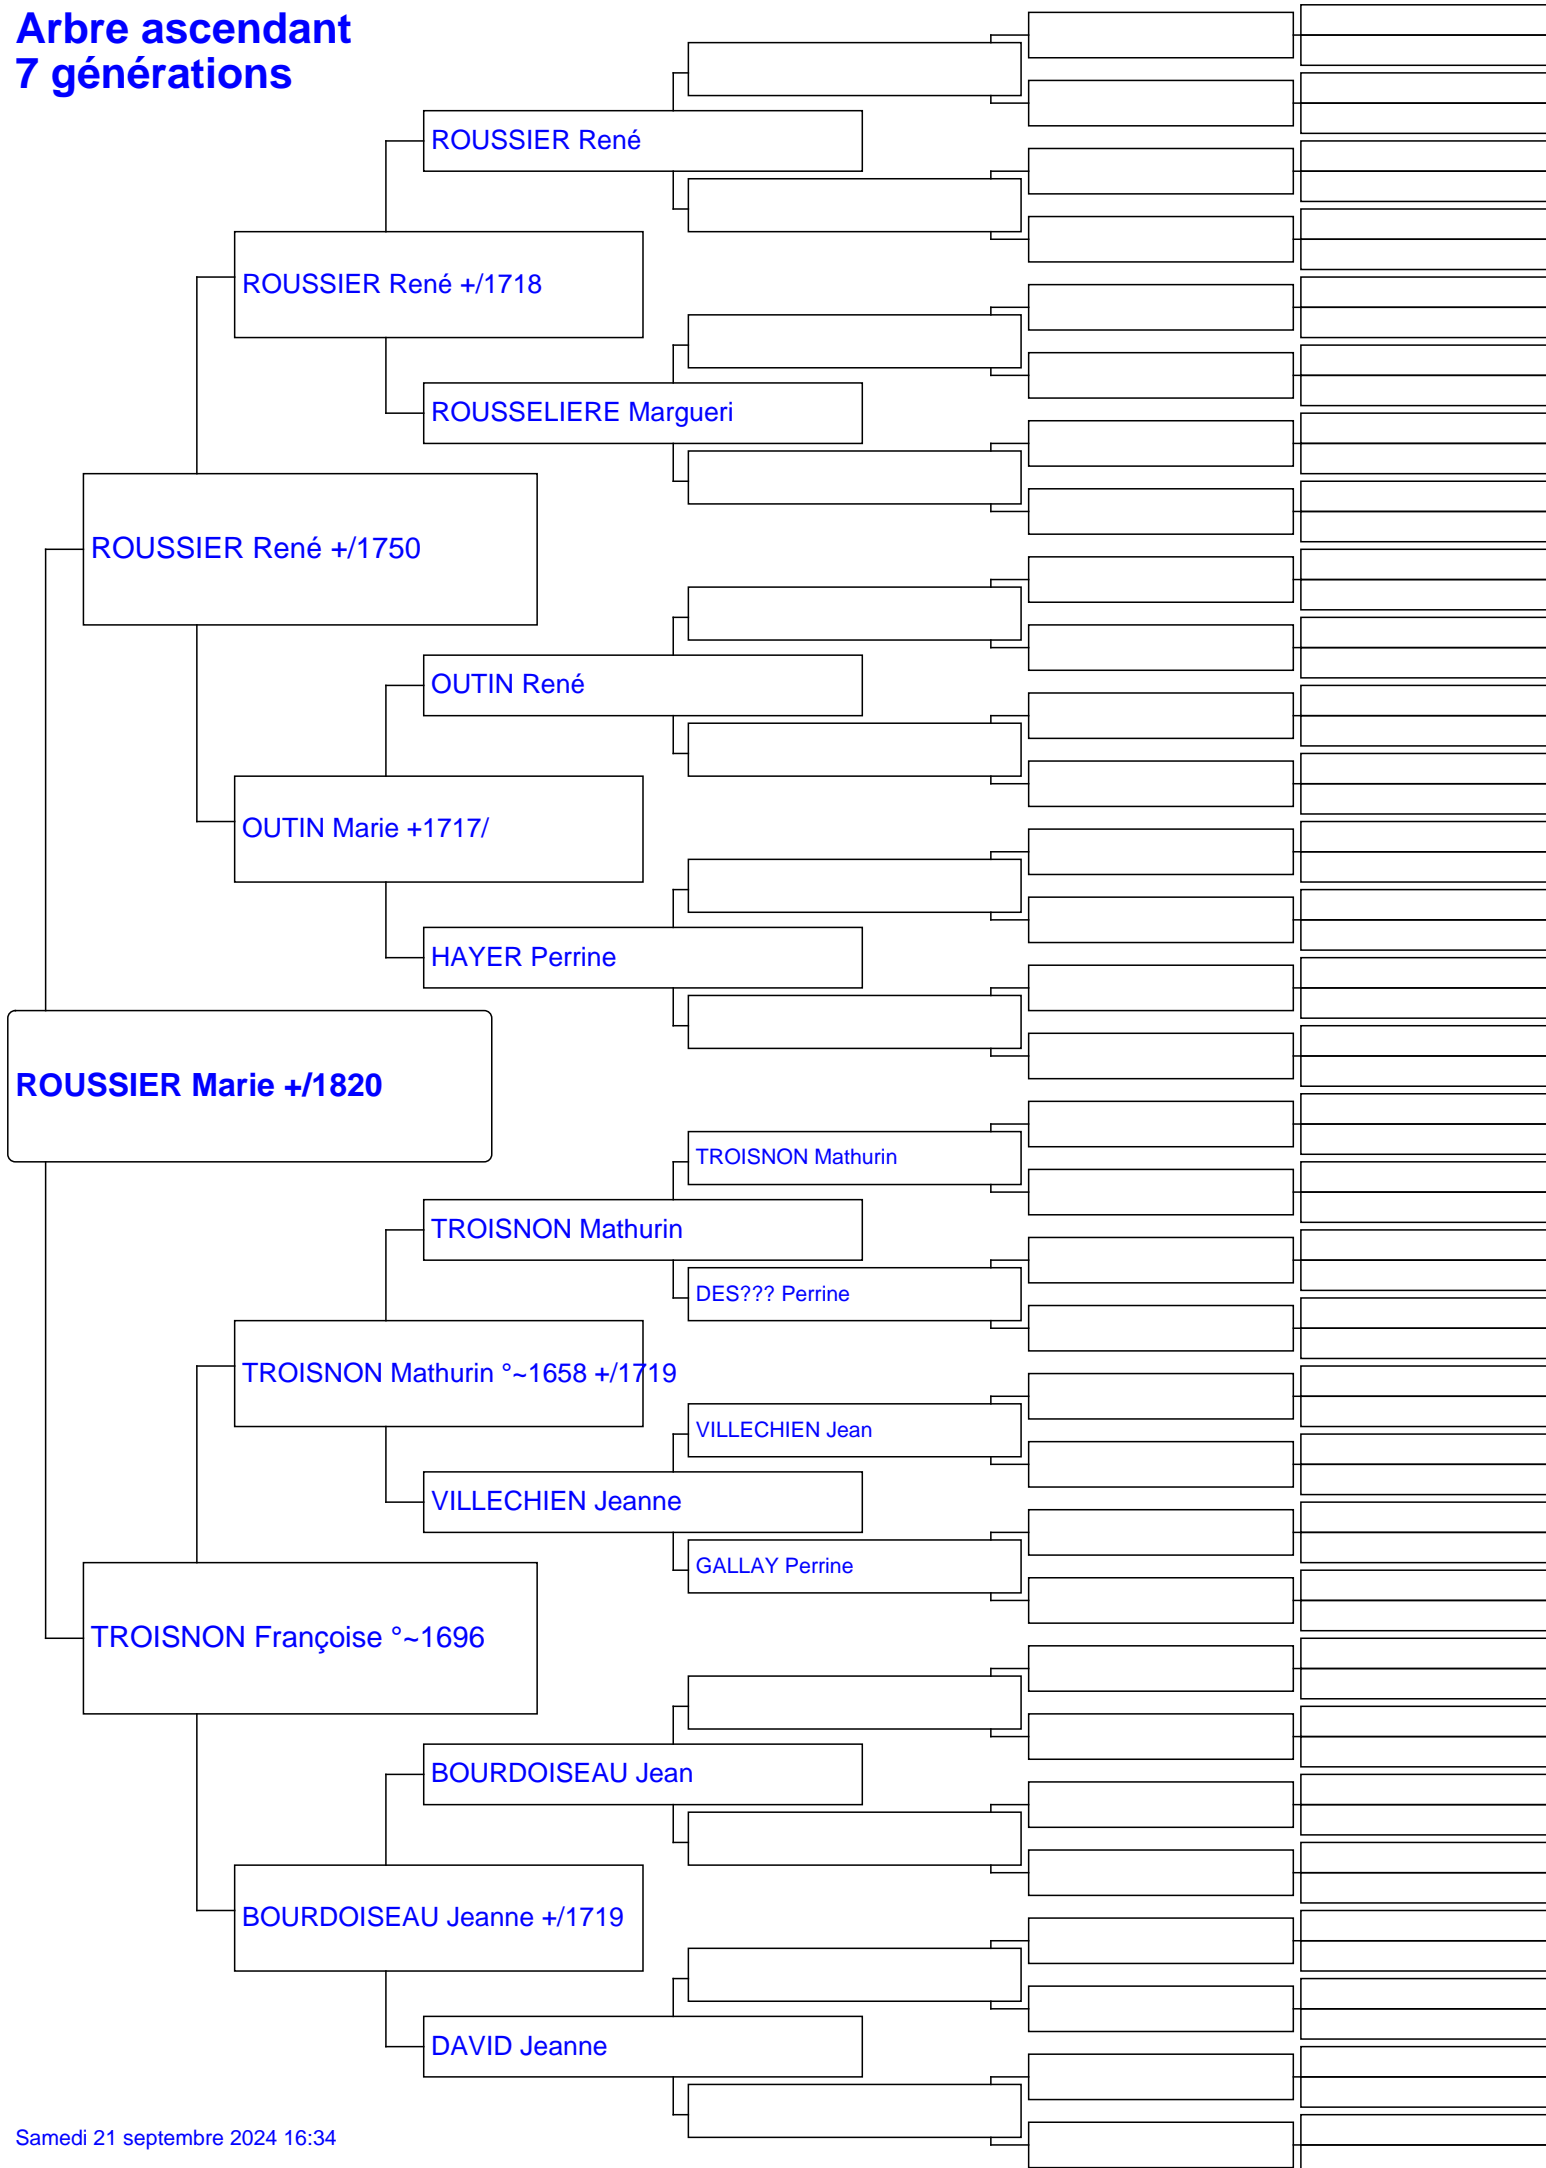 Arbre ascendant
7 générations
ROUSSIER René
ROUSSIER René +/1718
ROUSSELIERE Margueri
ROUSSIER René +/1750
OUTIN René
OUTIN Marie +1717/
HAYER Perrine
ROUSSIER Marie +/1820
TROISNON Mathurin
TROISNON Mathurin
DES??? Perrine
TROISNON Mathurin °~1658 +/1719
VILLECHIEN Jean
VILLECHIEN Jeanne
GALLAY Perrine
TROISNON Françoise °~1696
BOURDOISEAU Jean
BOURDOISEAU Jeanne +/1719
DAVID Jeanne
Samedi 21 septembre 2024 16:34